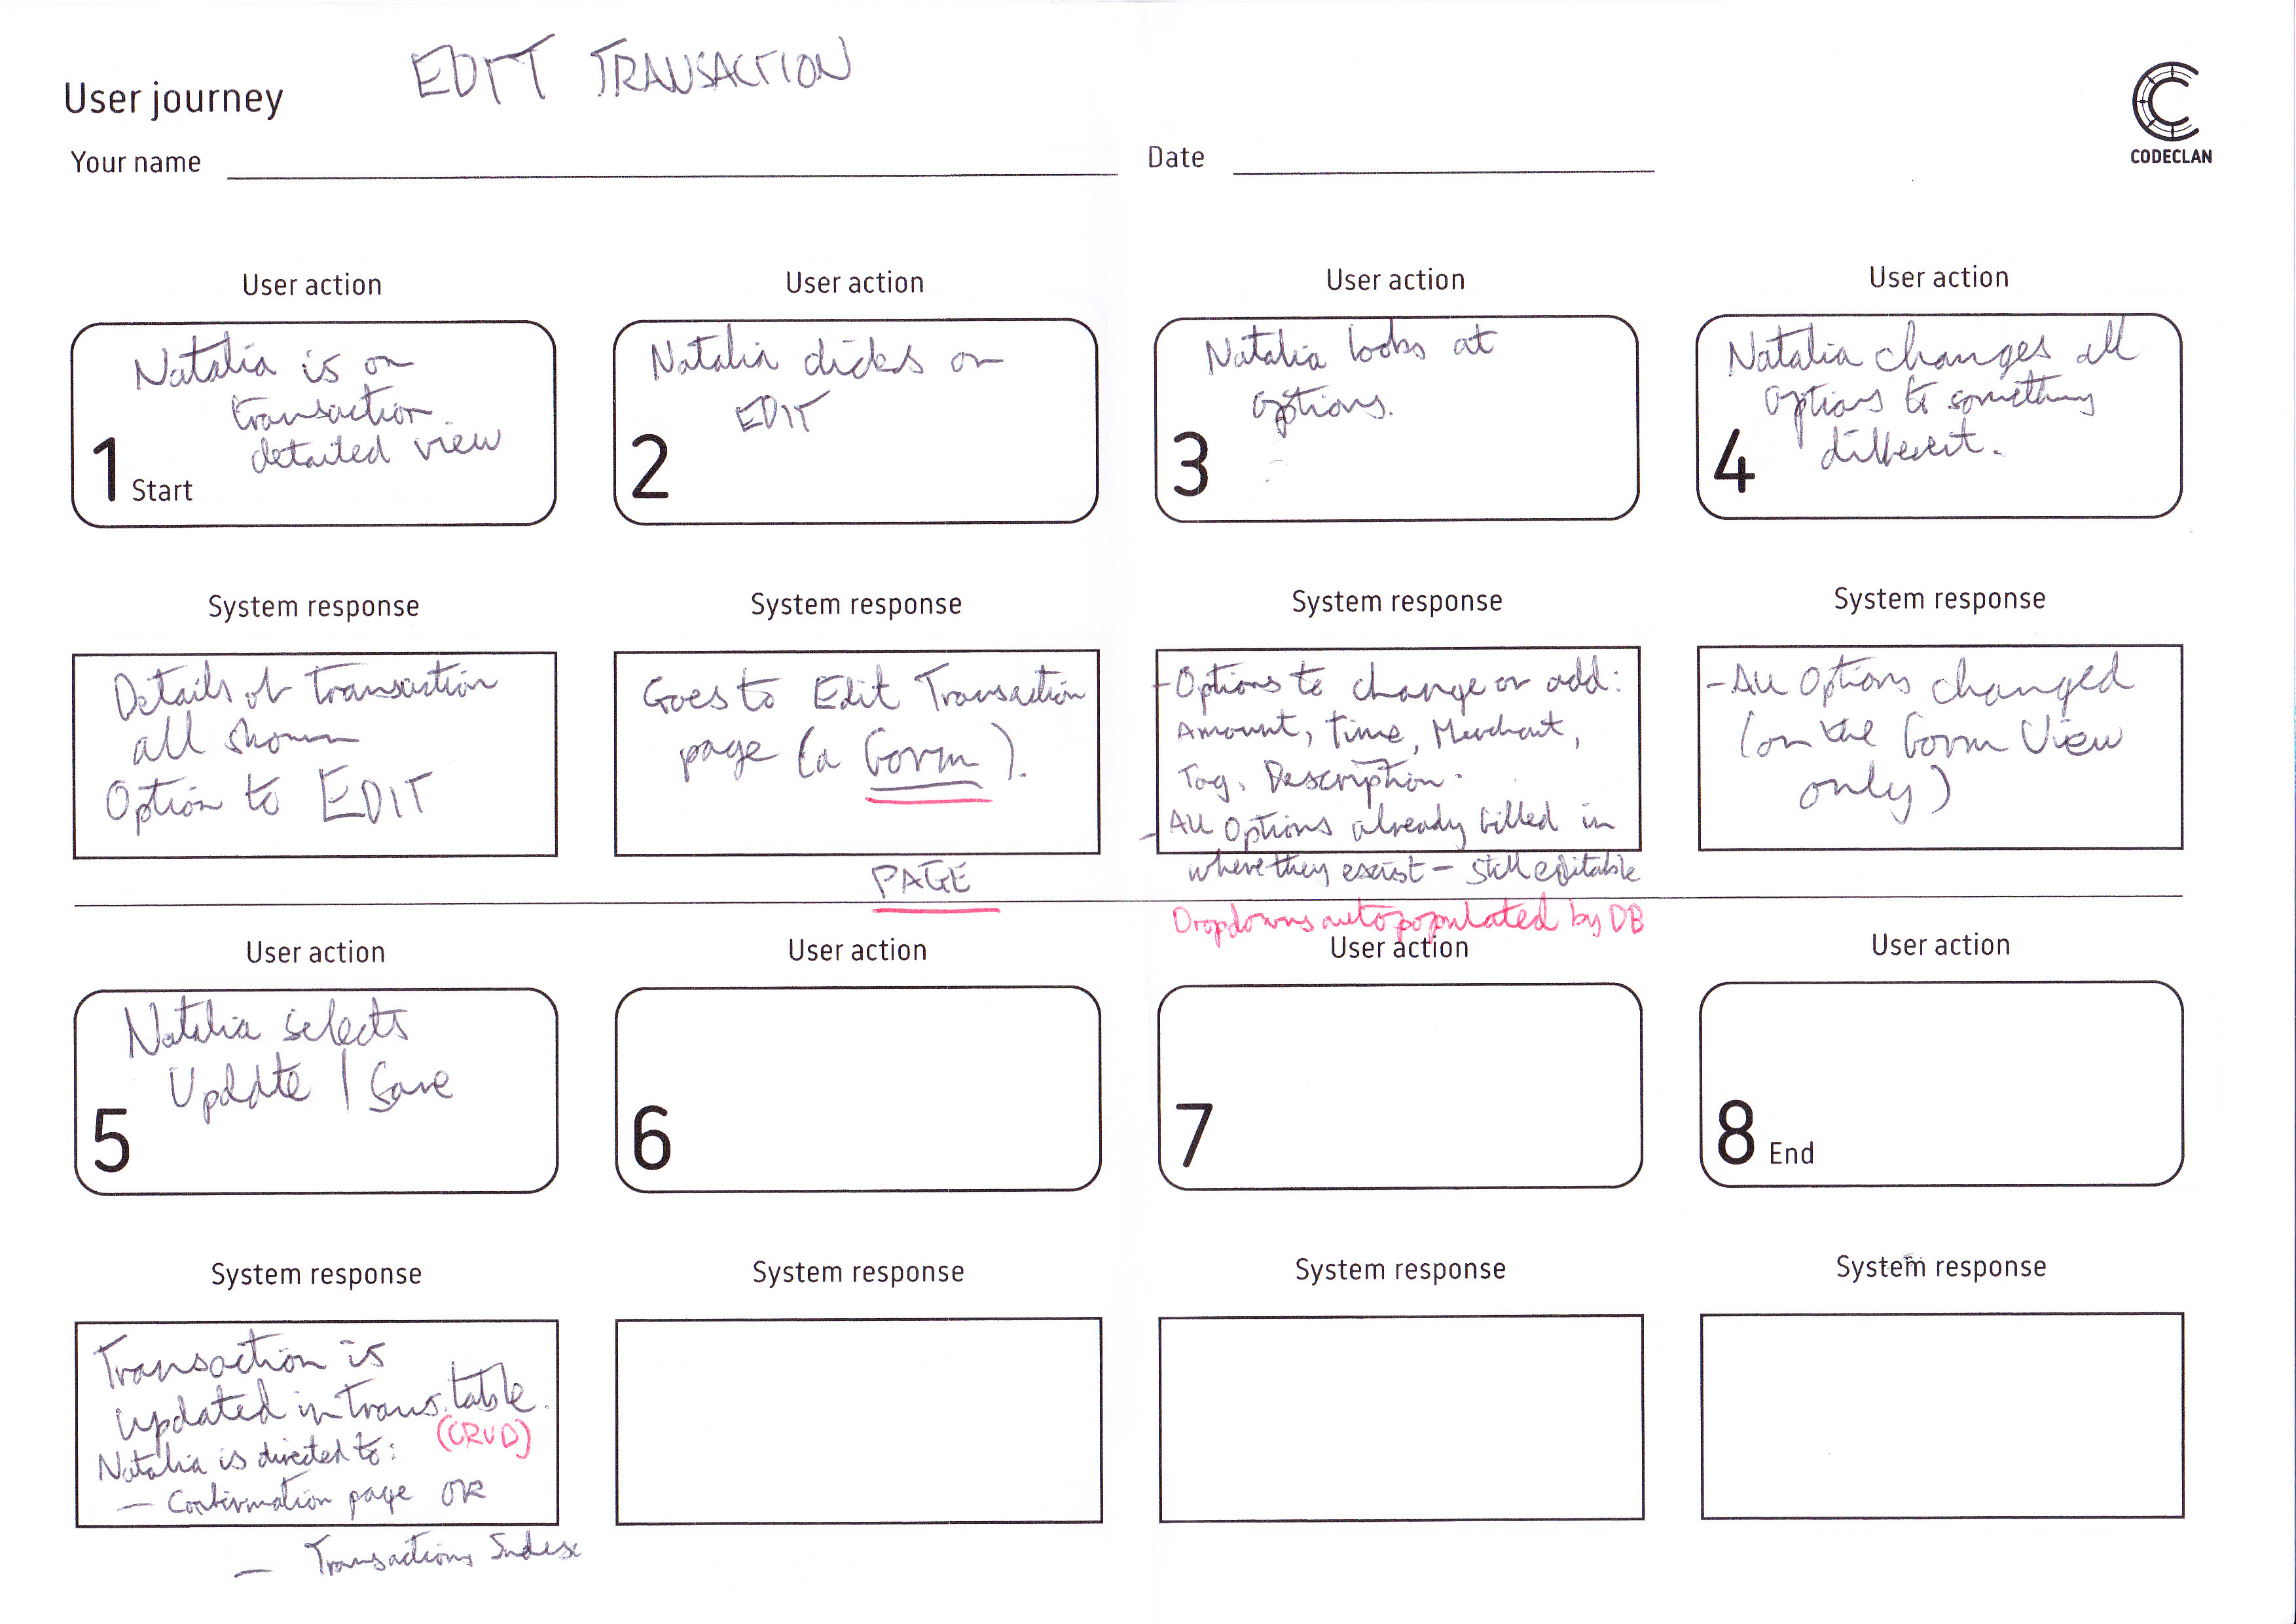 EDIT TRANSACTION
User journey
Your name
Date
CODECLAN
User action
User action
User action
User action
Natalia is on
transaction
detailed view
1 Start
Natalia clicks on
EDIT
2
Natalia looks at
options.
3
Natalia changes all
options to something
different.
4
System response
System response
System response
System response
Details of transaction
all shown
Option to EDIT
Goes to Edit Transaction
page (a form).
PAGE
- Options to change or add:
Amount, Time, Merchant,
Tag, Description.
- All Options already filled in
where they exist - still editable
Dropdowns autopopulated by DB
- All Options changed
(on the form View
only)
User action
User action
User action
User action
Natalia selects
Update / Save
5
6
7
8 End
System response
System response
System response
System response
Transaction is
updated in trans. table.
(CRUD)
Natalia is directed to:
- Confirmation page OR
- Transactions Index